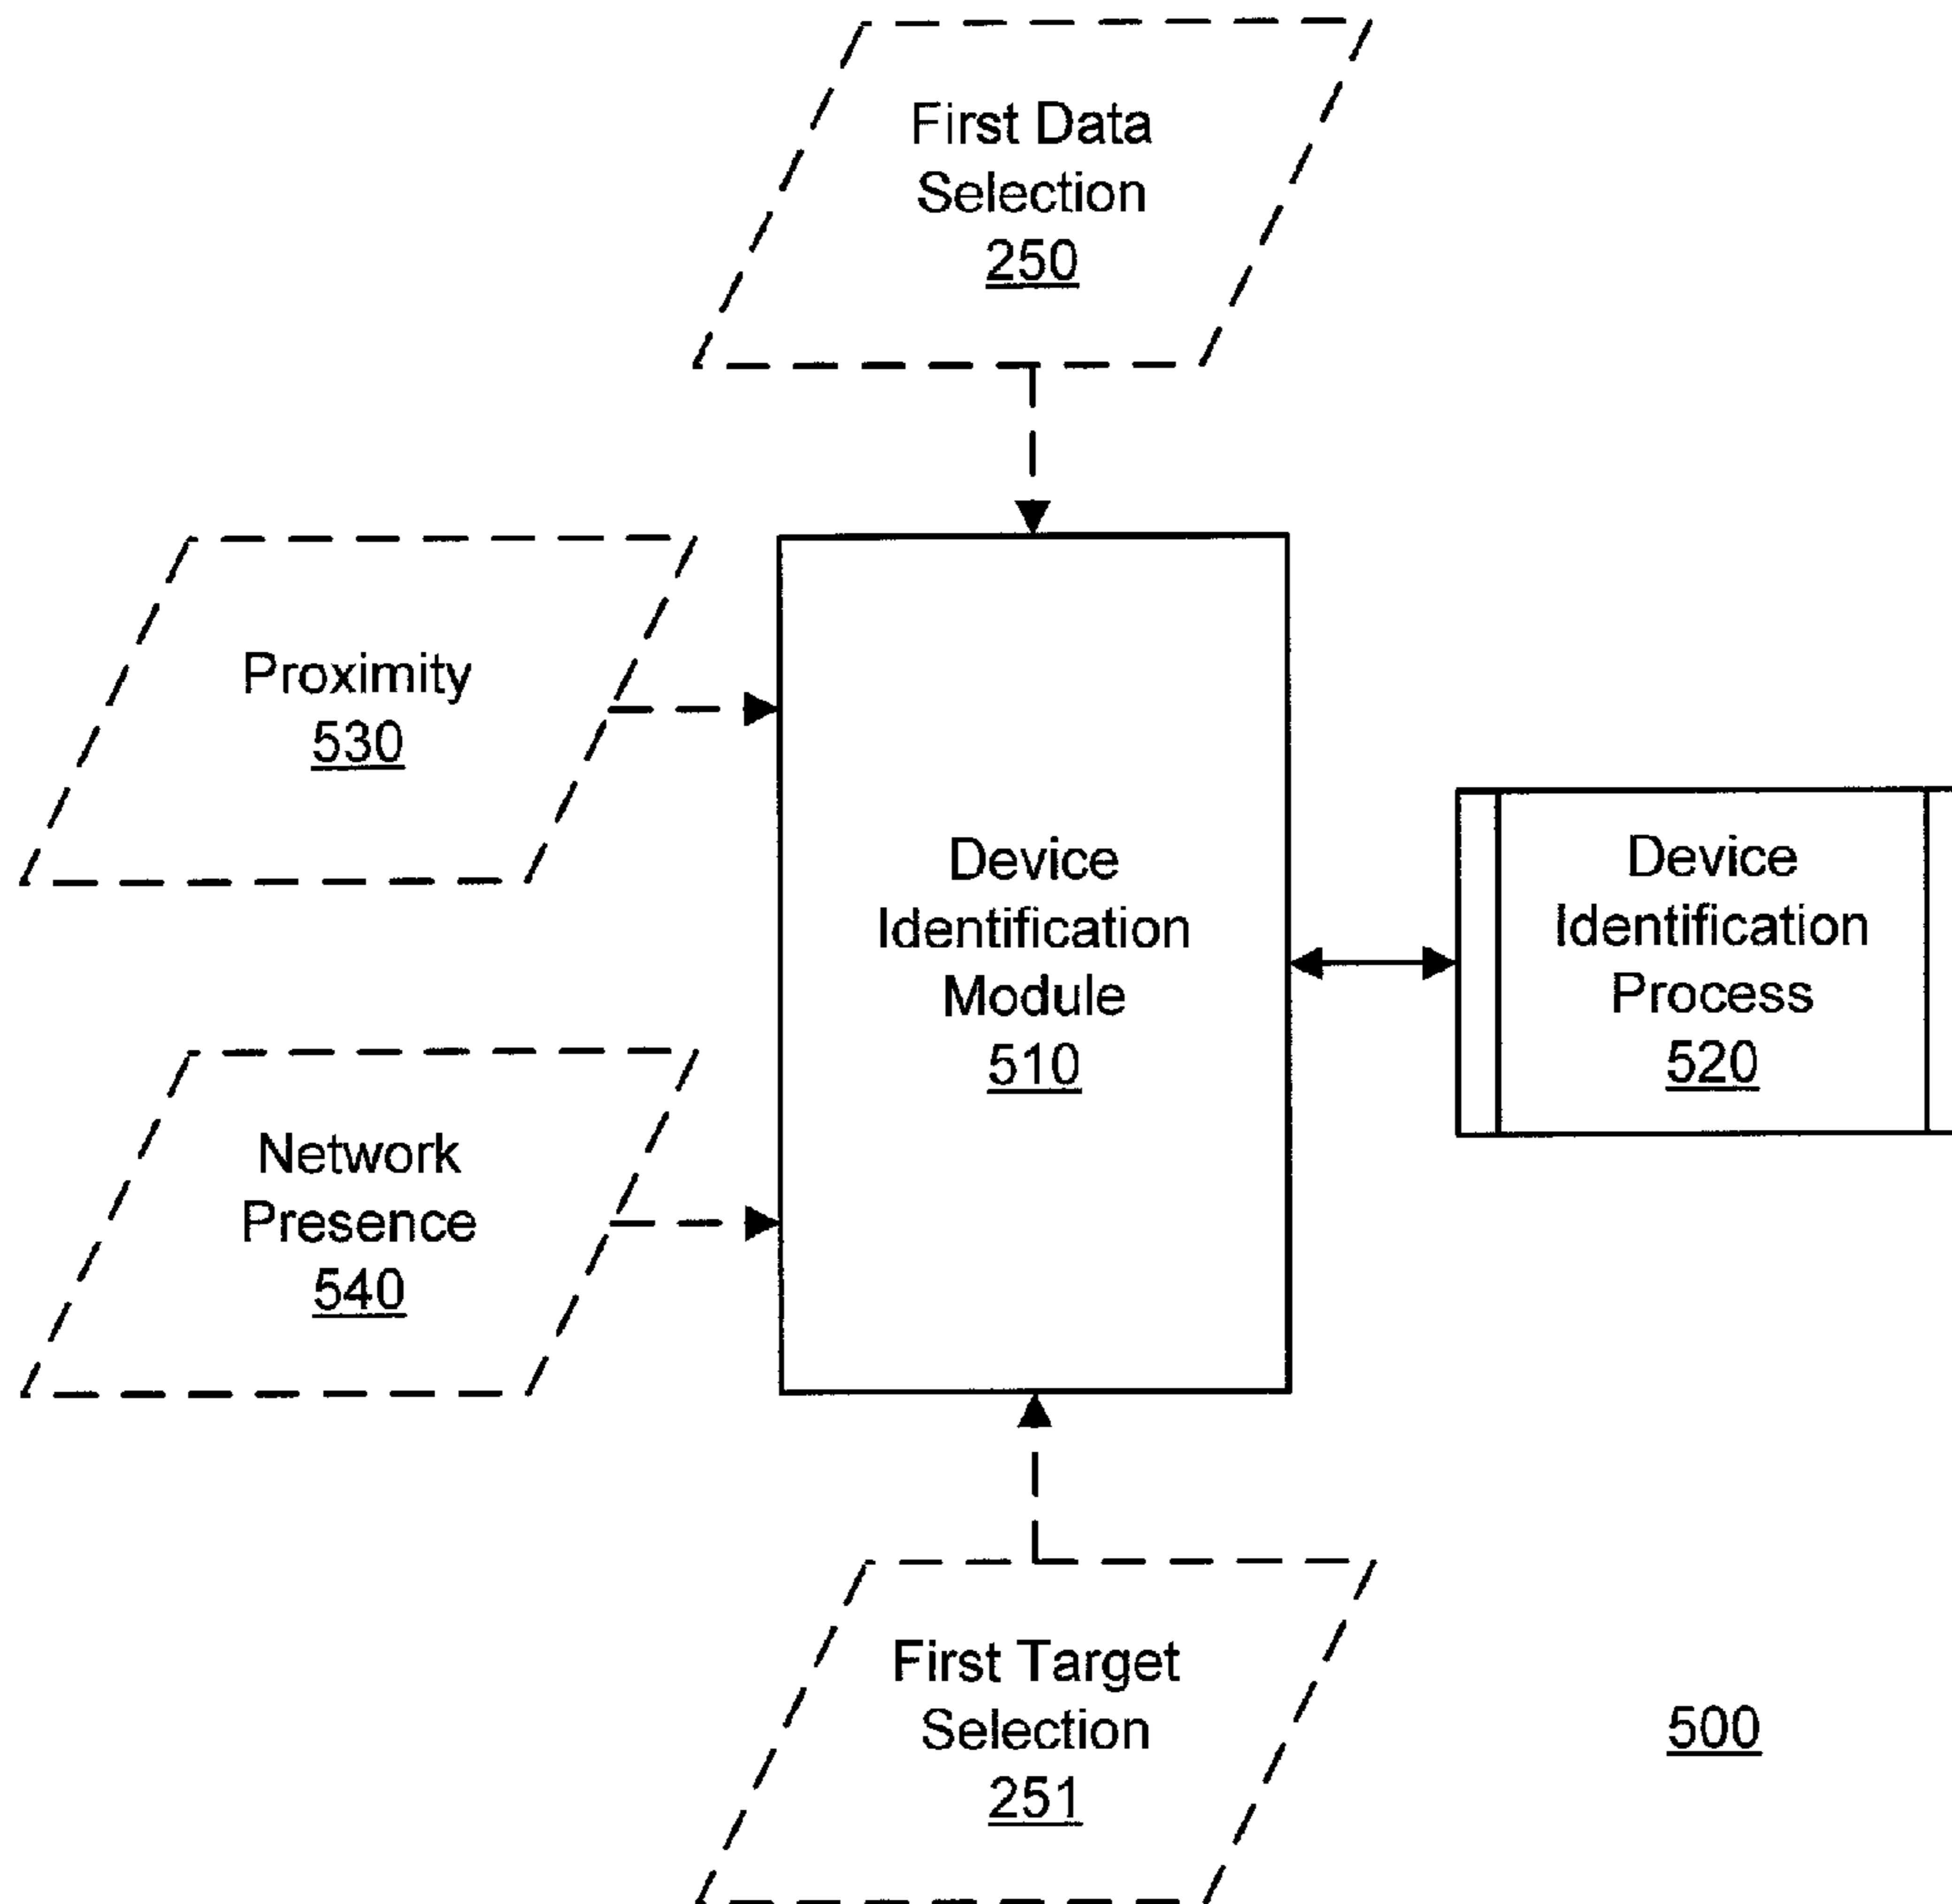 First Data
Selection
250
Proximity
530
Device
Identification
Module
510
Device
Identification
Process
520
Network
Presence
540
First Target
Selection
251
500